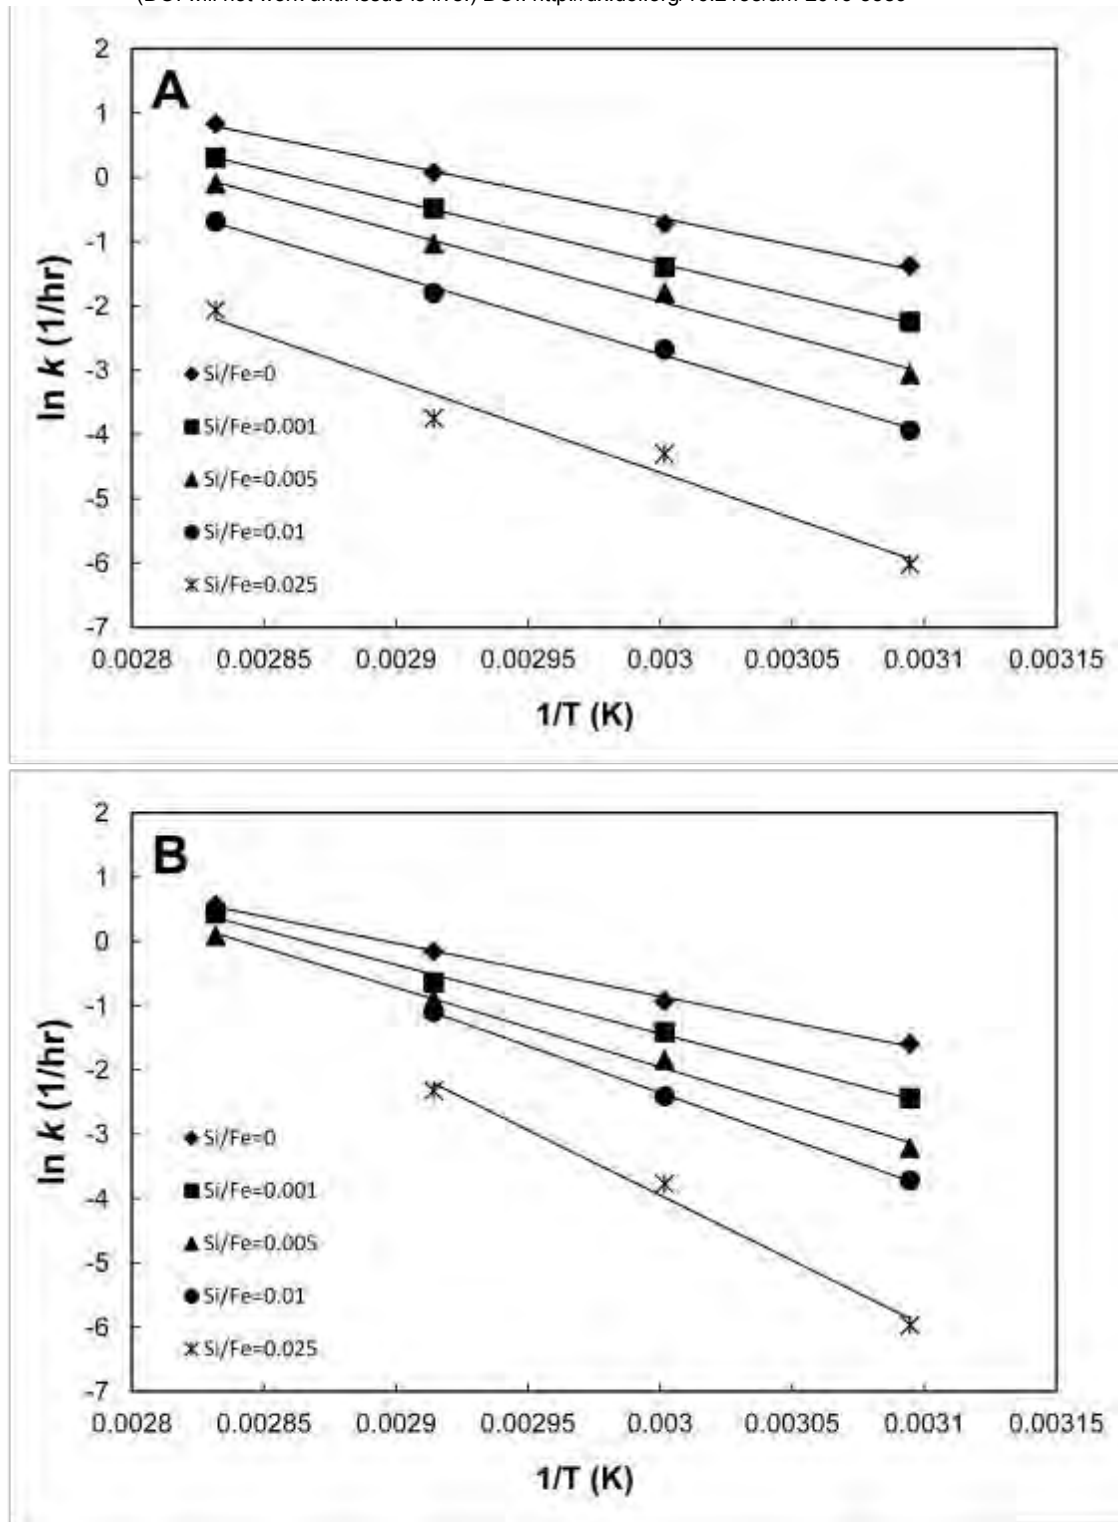 A
2
1
0
-1
-2
-3
-4
-5
-6
-7
ln k (1/hr)
Si/Fe=0
Si/Fe=0.001
Si/Fe=0.005
Si/Fe=0.01
Si/Fe=0.025
0.0028 0.00285 0.0029 0.00295 0.003 0.00305 0.0031 0.00315
1/T (K)
B
2
1
0
-1
-2
-3
-4
-5
-6
-7
ln k (1/hr)
Si/Fe=0
Si/Fe=0.001
Si/Fe=0.005
Si/Fe=0.01
Si/Fe=0.025
0.0028 0.00285 0.0029 0.00295 0.003 0.00305 0.0031 0.00315
1/T (K)